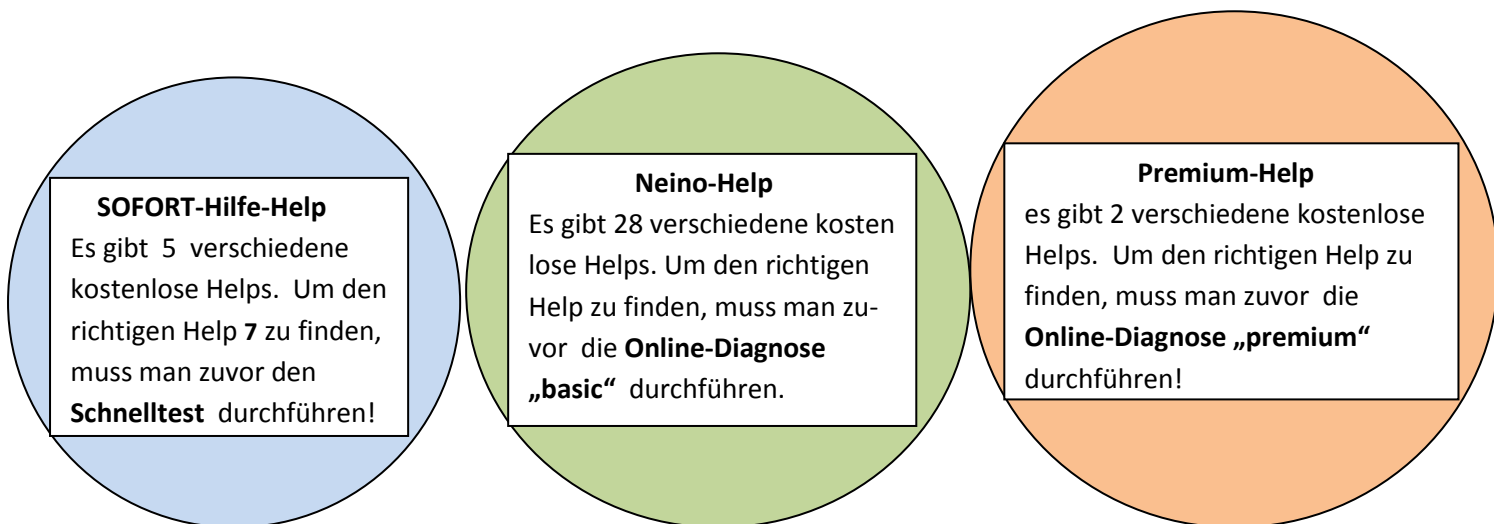 SOFORT-Hilfe-Help
Es gibt 5 verschiedene
kostenlose Helps. Um den
richtigen Help 7 zu finden,
muss man zuvor den
Schnelltest durchführen!
Neino-Help
Es gibt 28 verschiedene kosten
lose Helps. Um den richtigen
Help zu finden, muss man zu-
vor die Online-Diagnose
„basic“ durchführen.
Premium-Help
es gibt 2 verschiedene kostenlose
Helps. Um den richtigen Help zu
finden, muss man zuvor die
Online-Diagnose „premium“
durchführen!